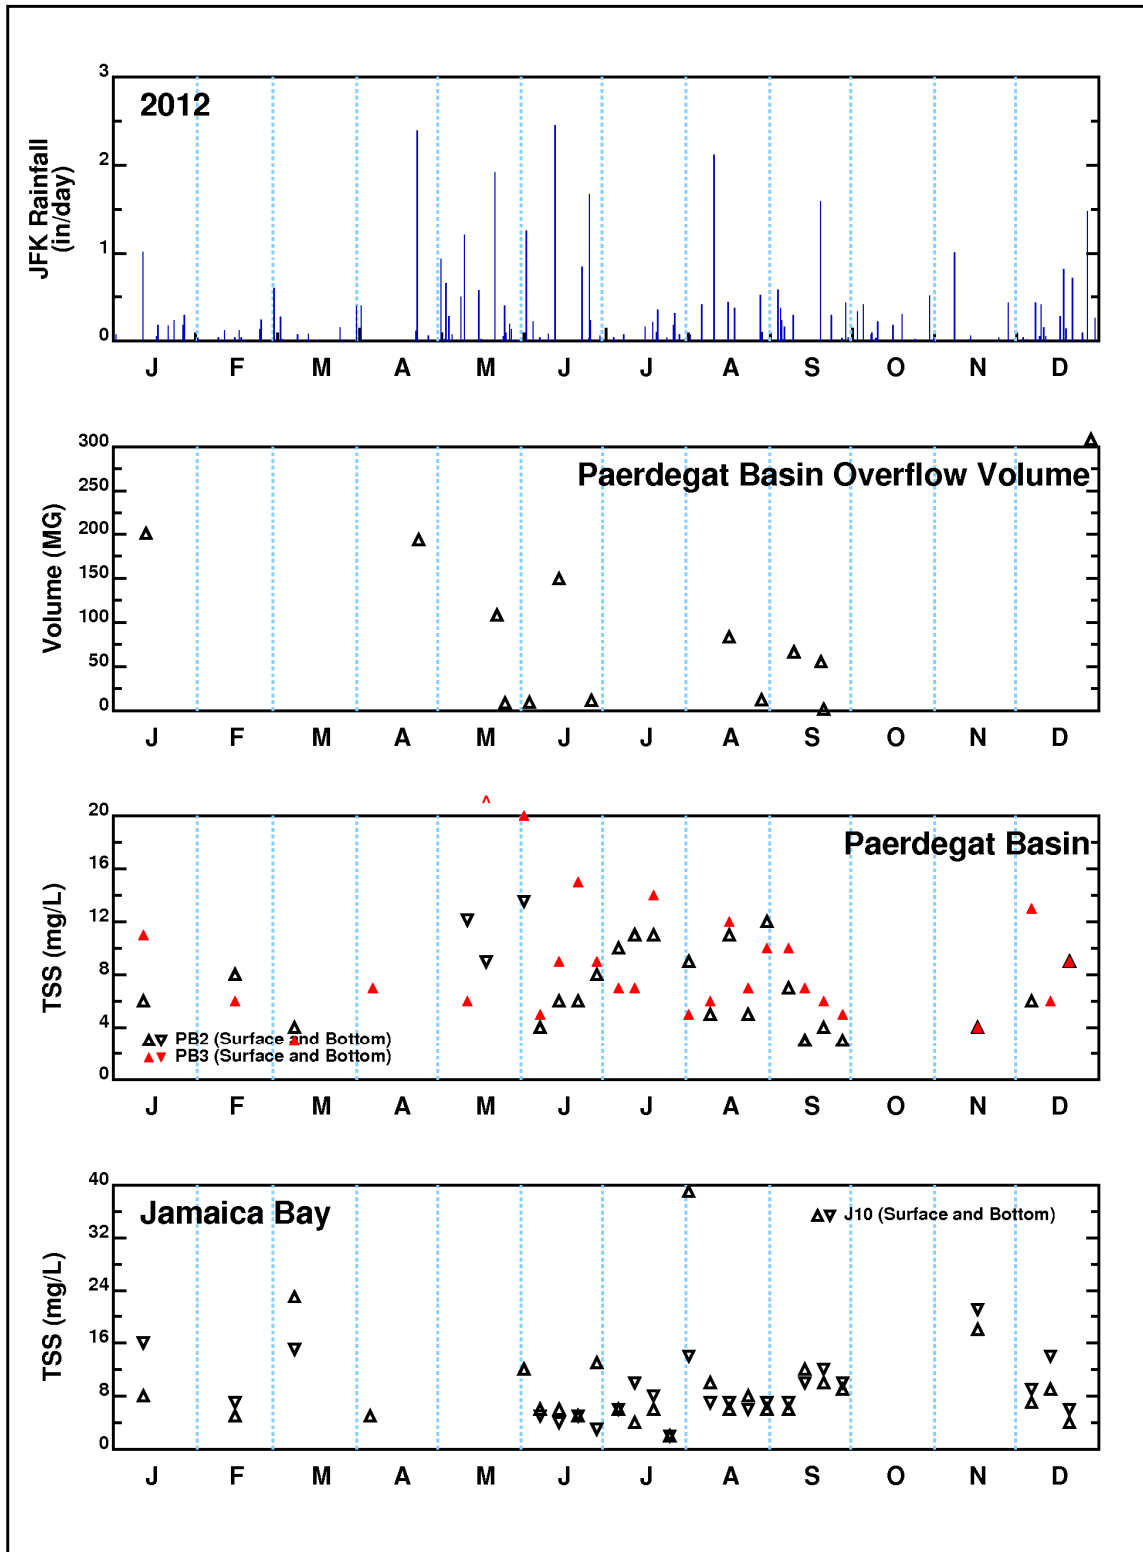 2012
JFK Rainfall
(in/day)
3
2
1
0
J F M A M J J A S O N D
Paerdegat Basin Overflow Volume
Volume (MG)
300
250
200
150
100
50
0
J F M A M J J A S O N D
^
Paerdegat Basin
TSS (mg/L)
20
16
12
8
4
0
PB2 (Surface and Bottom)
PB3 (Surface and Bottom)
J F M A M J J A S O N D
Jamaica Bay
J10 (Surface and Bottom)
TSS (mg/L)
40
32
24
16
8
0
J F M A M J J A S O N D